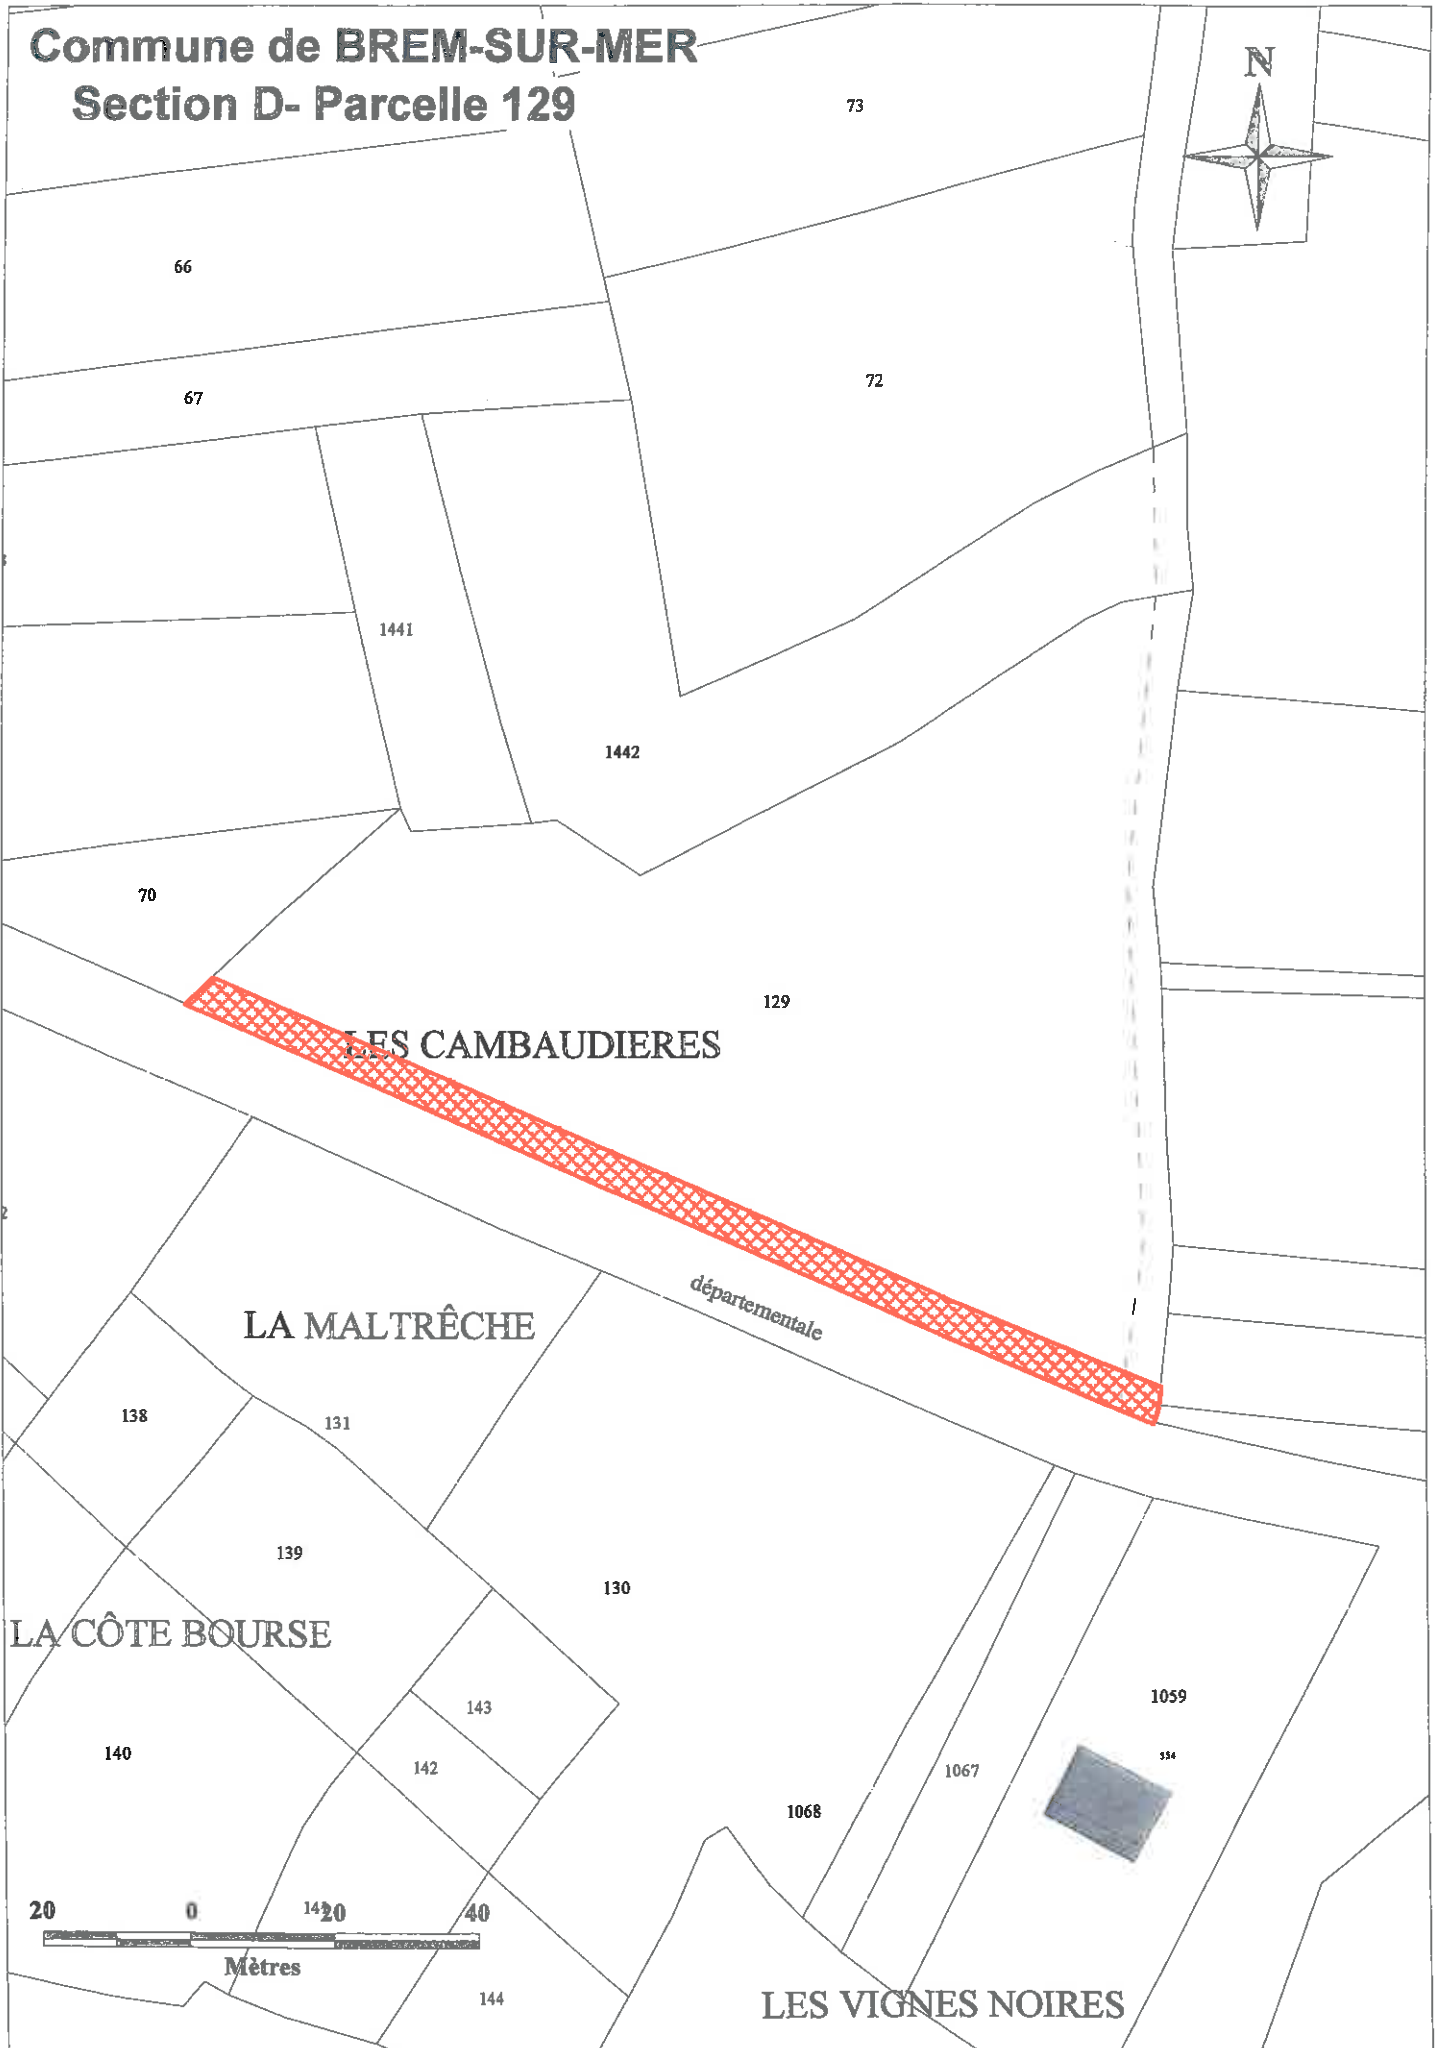 Commune de BREM-SUR-MER
Section D- Parcelle 129
N
73
66
72
67
1441
1442
70
129
LES CAMBAUDIERES
départementale
LA MALTRÊCHE
138
131
139
130
LA CÔTE BOURSE
143
1059
140
142
1067
554
1068
20 0 20 40
141
Mètres
144
LES VIGNES NOIRES